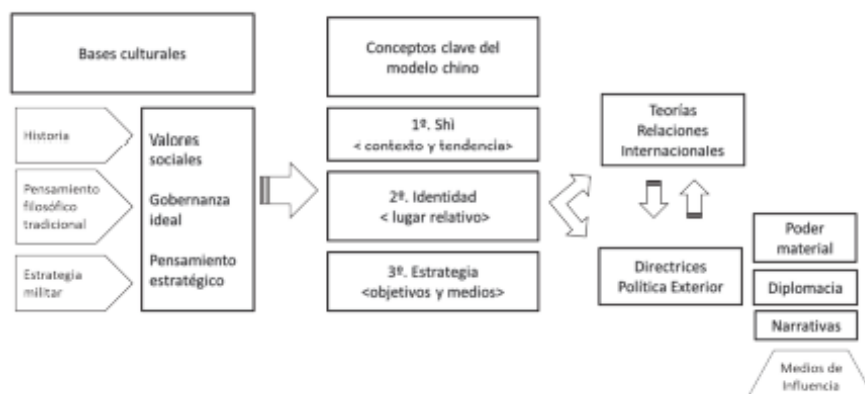 Bases culturales
Historia
Pensamiento
filosófico
tradicional
Estrategia
militar
Valores
sociales
Gobernanza
ideal
Pensamiento
estratégico
Conceptos clave del
modelo chino
1º. Shì
< contexto y tendencia>
2º. Identidad
< lugar relativo>
3º. Estrategia
<objetivos y medios>
Teorías
Relaciones
Internacionales
Directrices
Política Exterior
Poder
material
Diplomacia
Narrativas
Medios de
Influencia